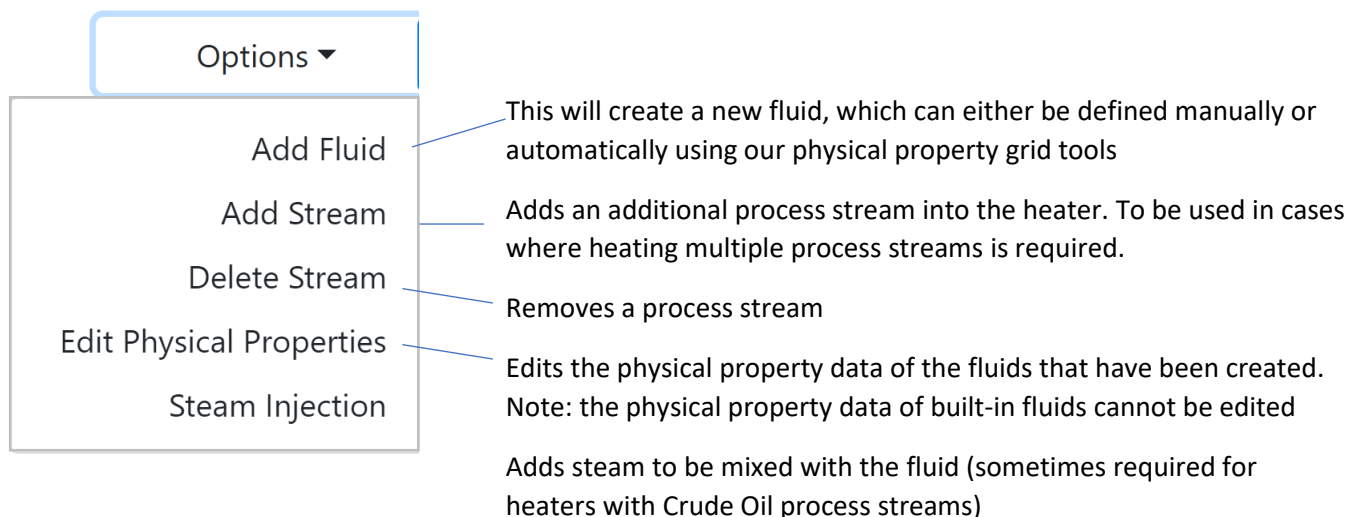 Options
Add Fluid
Add Stream
Delete Stream
Edit Physical Properties
Steam Injection
This will create a new fluid, which can either be defined manually or
automatically using our physical property grid tools
Adds an additional process stream into the heater. To be used in cases
where heating multiple process streams is required.
Removes a process stream
Edits the physical property data of the fluids that have been created.
Note: the physical property data of built-in fluids cannot be edited
Adds steam to be mixed with the fluid (sometimes required for
heaters with Crude Oil process streams)